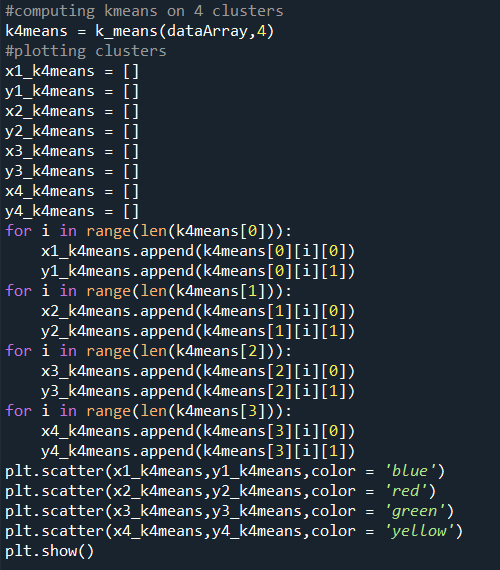 #computing kmeans on 4 clusters
k4means = k_means(dataArray,4)
#plotting clusters
x1_k4means = []
y1_k4means = []
x2_k4means = []
y2_k4means = []
x3_k4means = []
y3_k4means = []
x4_k4means = []
y4_k4means = []
for i in range(len(k4means[0])):
    x1_k4means.append(k4means[0][i][0])
    y1_k4means.append(k4means[0][i][1])
for i in range(len(k4means[1])):
    x2_k4means.append(k4means[1][i][0])
    y2_k4means.append(k4means[1][i][1])
for i in range(len(k4means[2])):
    x3_k4means.append(k4means[2][i][0])
    y3_k4means.append(k4means[2][i][1])
for i in range(len(k4means[3])):
    x4_k4means.append(k4means[3][i][0])
    y4_k4means.append(k4means[3][i][1])
plt.scatter(x1_k4means,y1_k4means,color = 'blue')
plt.scatter(x2_k4means,y2_k4means,color = 'red')
plt.scatter(x3_k4means,y3_k4means,color = 'green')
plt.scatter(x4_k4means,y4_k4means,color = 'yellow')
plt.show()